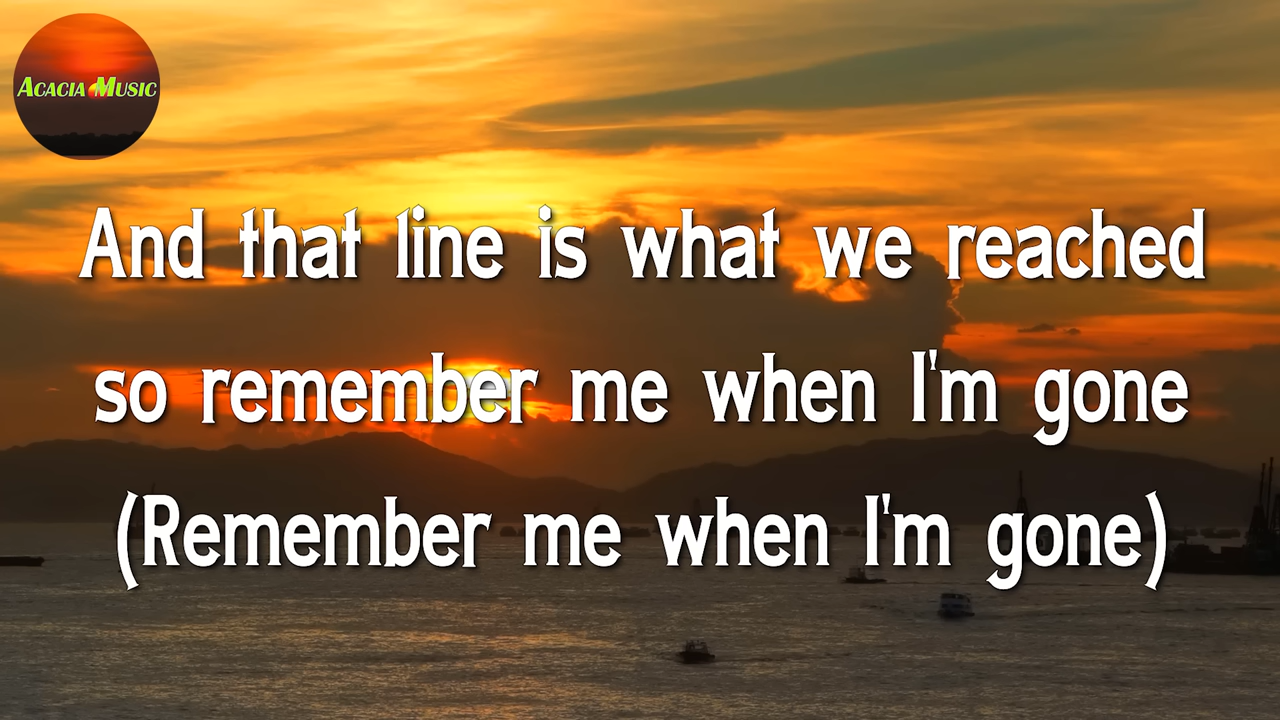 ACACIA MUSIC
And that line is what we reached
so remember me when I'm gone
(Remember me when I'm gone)